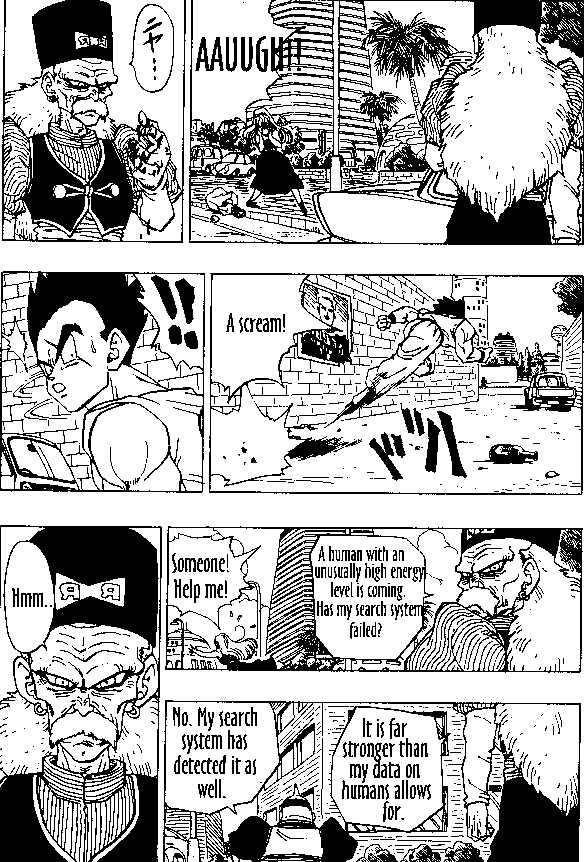 AAUUGH!!
ニヤ…
RR
A scream!
!!
A human with an
unusually high energy
level is coming.
Has my search system
failed?
Someone!
Help me!
It is far
stronger than
my data on
humans allows
for.
No. My search
system has
detected it as
well.
Hmm..
RR